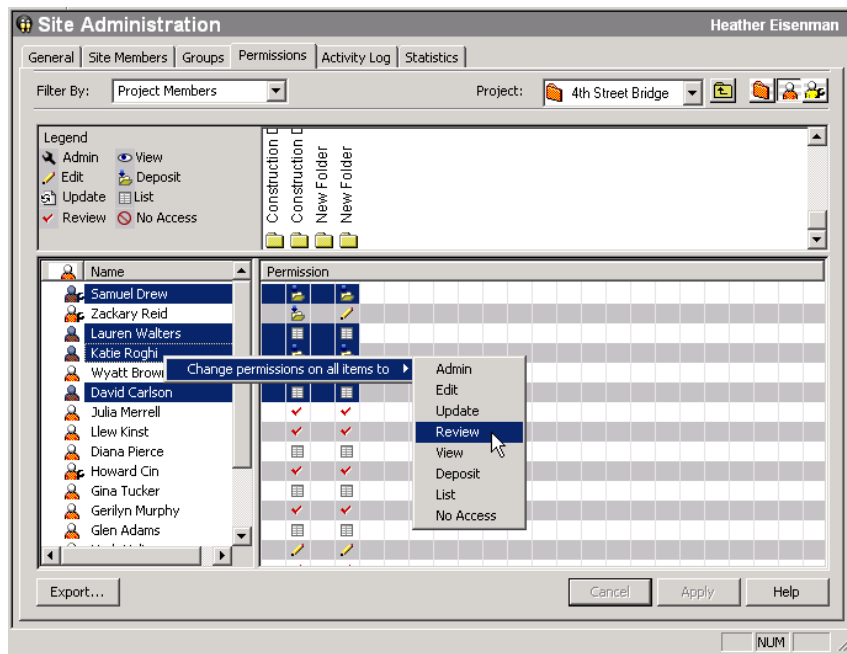 Site Administration Heather Eisenman
General Site Members Groups Permissions Activity Log Statistics
Filter By: Project Members Project: 4th Street Bridge
Legend
Admin View
Edit Deposit
Update List
Review No Access
Construction D
Construction D
New Folder
New Folder
Name Permission
Samuel Drew
Zackary Reid
Lauren Walters
Katie Roghi
Wyatt Brow
Change permissions on all items to
David Carlson
Julia Merrell
Llew Kinst
Diana Pierce
Howard Cin
Gina Tucker
Gerilyn Murphy
Glen Adams
Admin
Edit
Update
Review
View
Deposit
List
No Access
Export... Cancel Apply Help
NUM